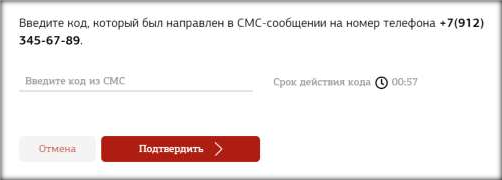 Введите код, который был направлен в СМС-сообщении на номер телефона +7(912)
345-67-89.
Введите код из СМС
Срок действия кода 00:57
Отмена
Подтвердить